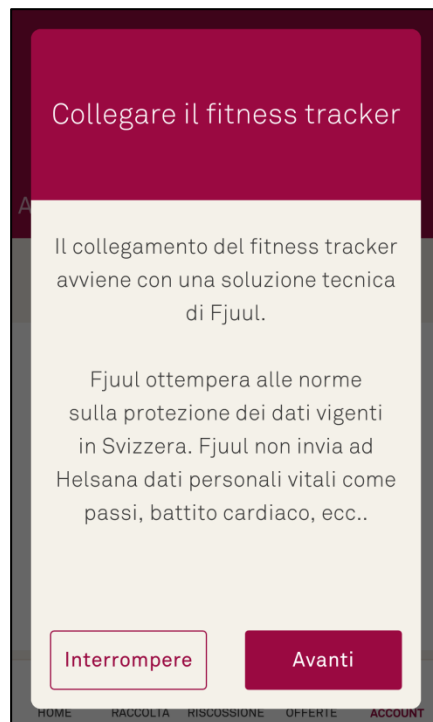 Collegare il fitness tracker
A
Il collegamento del fitness tracker
avviene con una soluzione tecnica
di Fjuul.
Fjuul ottempera alle norme
sulla protezione dei dati vigenti
in Svizzera. Fjuul non invia ad
Helsana dati personali vitali come
passi, battito cardiaco, ecc..
Interrompere Avanti
HOME RACCOLTA RISCOSSIONE OFFERTE ACCOUNT